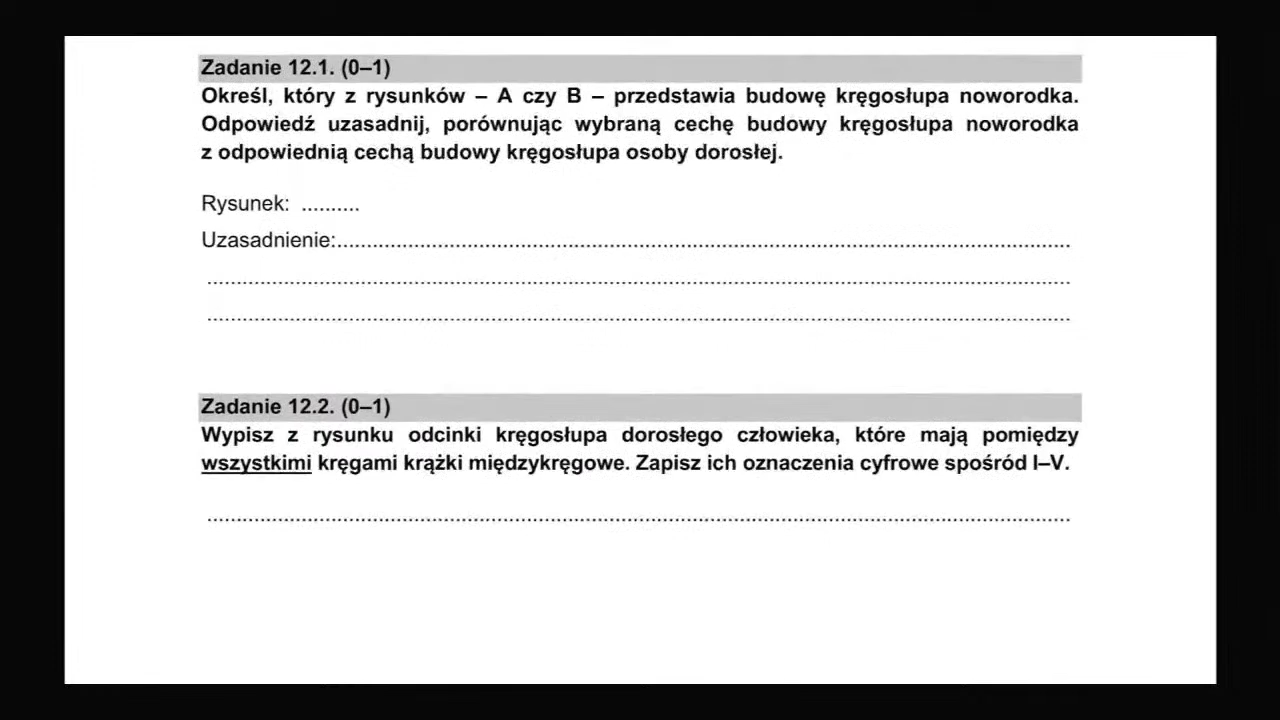 Zadanie 12.1. (0–1)
Określ, który z rysunków – A czy B – przedstawia budowę kręgosłupa noworodka.
Odpowiedź uzasadnij, porównując wybraną cechę budowy kręgosłupa noworodka
z odpowiednią cechą budowy kręgosłupa osoby dorosłej.
Rysunek: ..........
Uzasadnienie:..............................................................................................................................
....................................................................................................................................................
....................................................................................................................................................
Zadanie 12.2. (0–1)
Wypisz z rysunku odcinki kręgosłupa dorosłego człowieka, które mają pomiędzy
wszystkimi kręgami krążki międzykręgowe. Zapisz ich oznaczenia cyfrowe spośród I–V.
....................................................................................................................................................